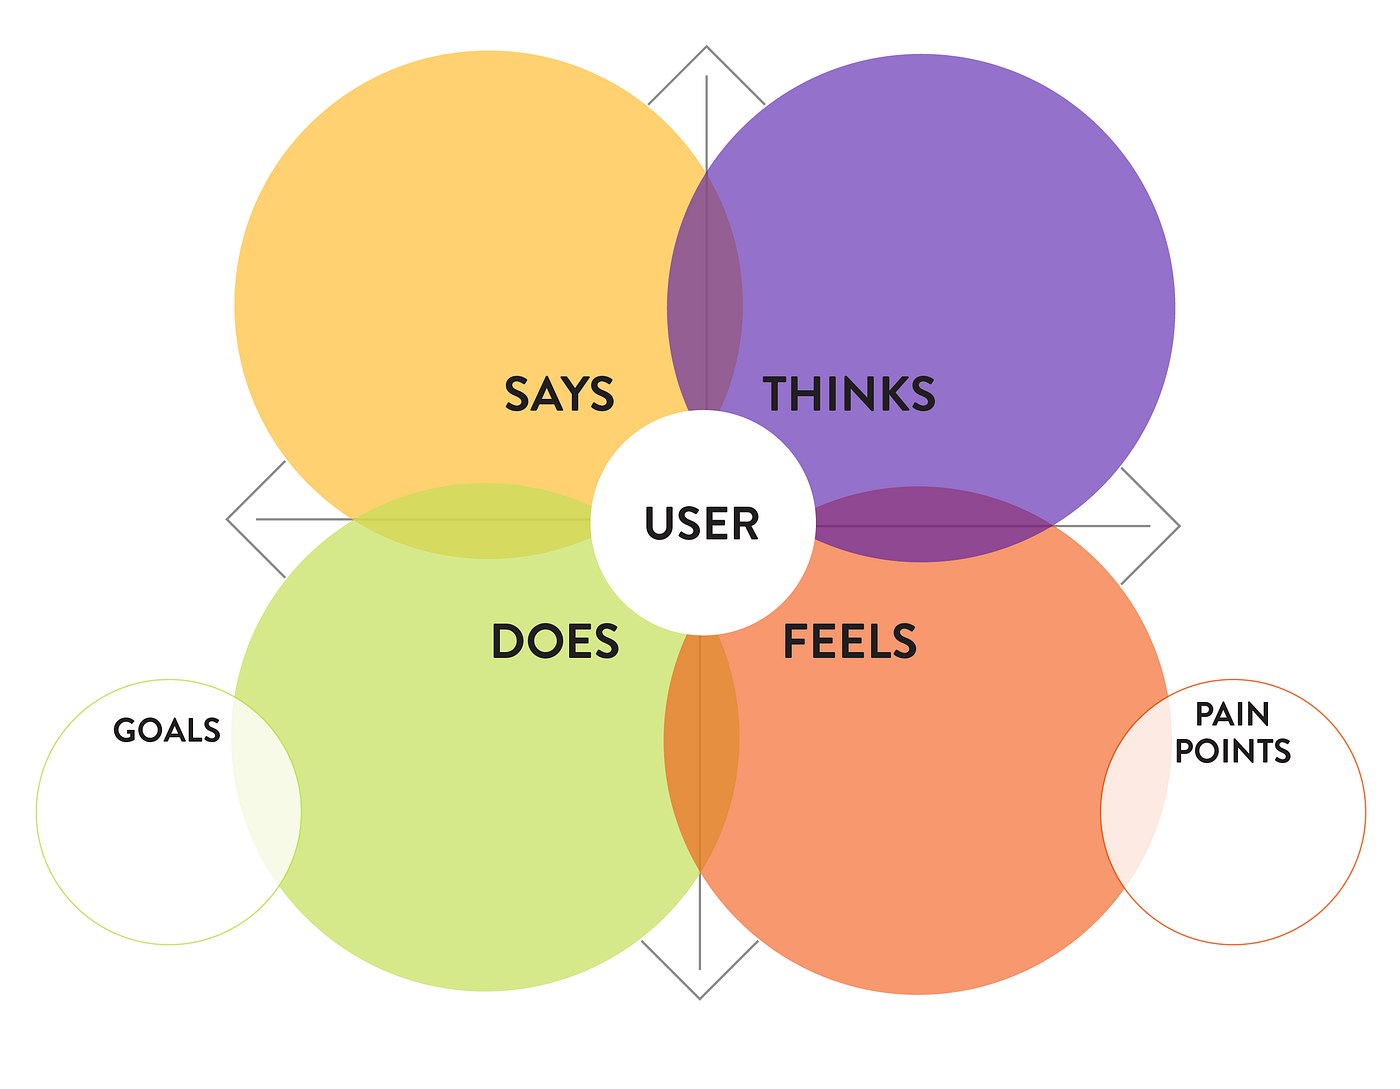 SAYS
THINKS
USER
DOES
FEELS
GOALS
PAIN
POINTS